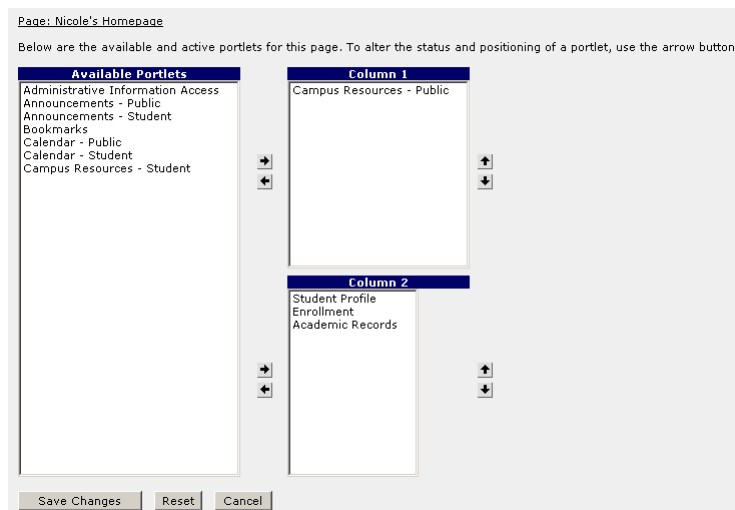 Page: Nicole's Homepage
Below are the available and active portlets for this page. To alter the status and positioning of a portlet, use the arrow button
Available Portlets
Administrative Information Access
Announcements - Public
Announcements - Student
Bookmarks
Calendar - Public
Calendar - Student
Campus Resources - Student
Column 1
Campus Resources - Public
Column 2
Student Profile
Enrollment
Academic Records
Save Changes
Reset
Cancel